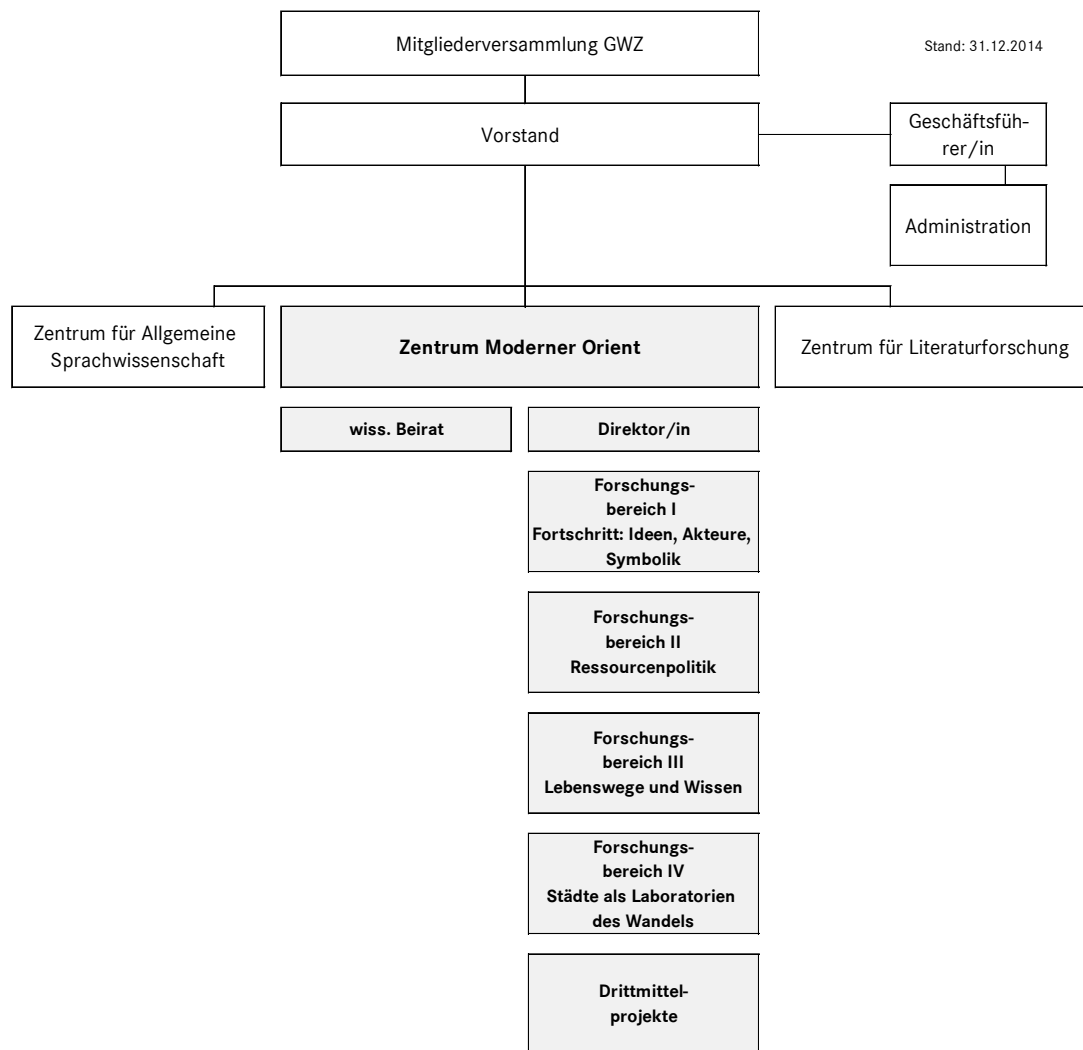 Mitgliederversammlung GWZ
Stand: 31.12.2014
Vorstand
Geschäftsfüh-
rer/in
Administration
Zentrum für Allgemeine
Sprachwissenschaft
Zentrum Moderner Orient
Zentrum für Literaturforschung
wiss. Beirat
Direktor/in
Forschungs-
bereich I
Fortschritt: Ideen, Akteure,
Symbolik
Forschungs-
bereich II
Ressourcenpolitik
Forschungs-
bereich III
Lebenswege und Wissen
Forschungs-
bereich IV
Städte als Laboratorien
des Wandels
Drittmittel-
projekte